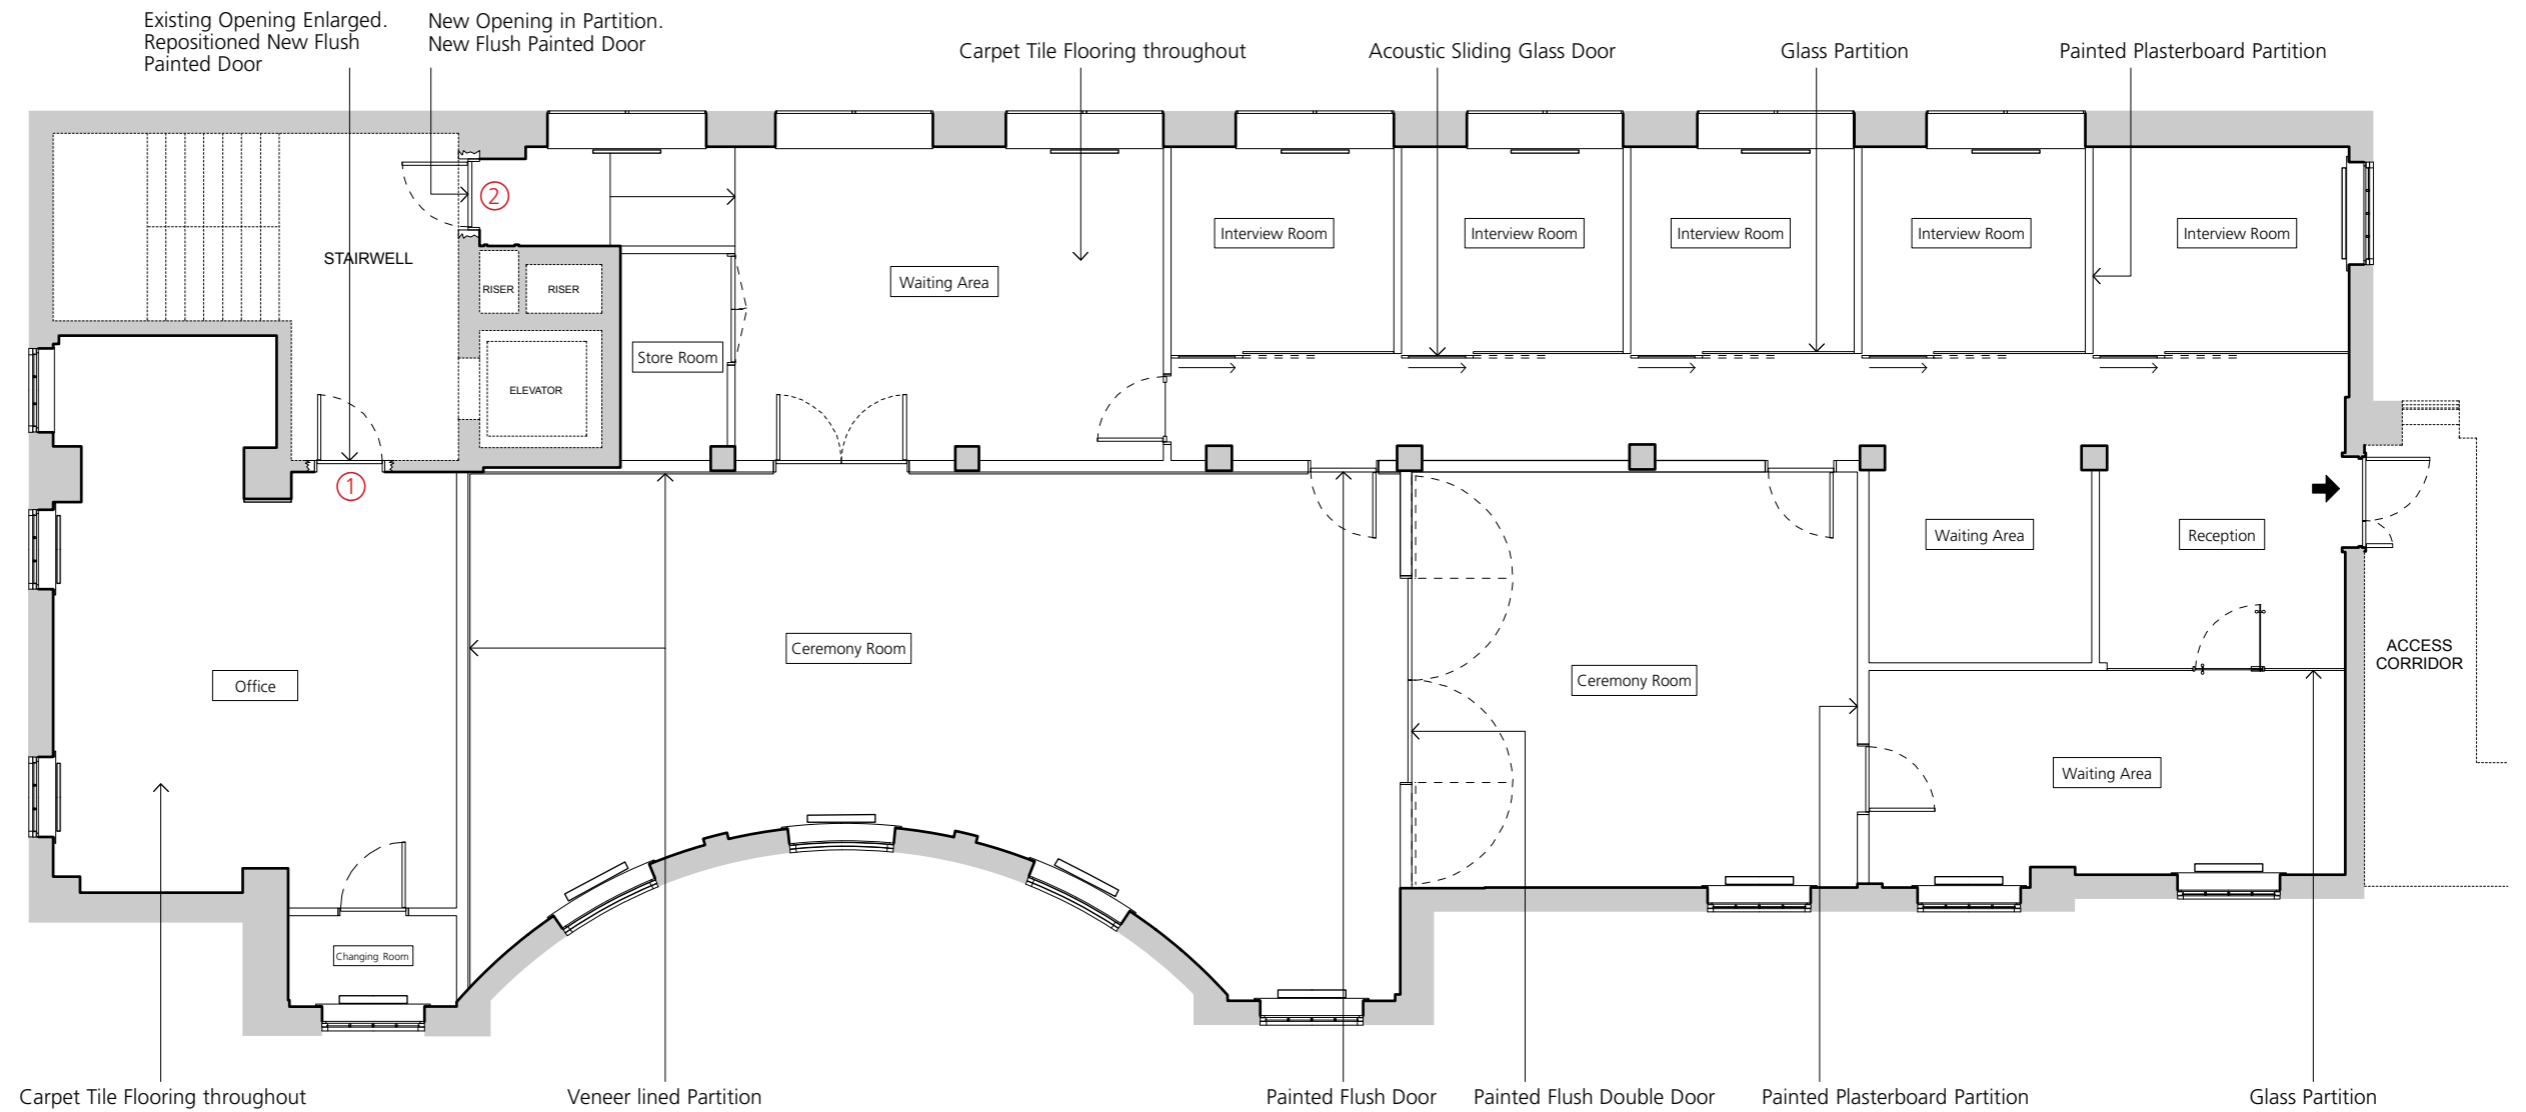 Existing Opening Enlarged.
Repositioned New Flush
Painted Door
New Opening in Partition.
New Flush Painted Door
Carpet Tile Flooring throughout
Acoustic Sliding Glass Door
Glass Partition
Painted Plasterboard Partition
2
STAIRWELL
RISER
RISER
Interview Room
Interview Room
Interview Room
Interview Room
Interview Room
Waiting Area
Store Room
ELEVATOR
1
Waiting Area
Reception
Ceremony Room
Ceremony Room
ACCESS
CORRIDOR
Office
Waiting Area
Changing Room
Carpet Tile Flooring throughout
Veneer lined Partition
Painted Flush Door
Painted Flush Double Door
Painted Plasterboard Partition
Glass Partition